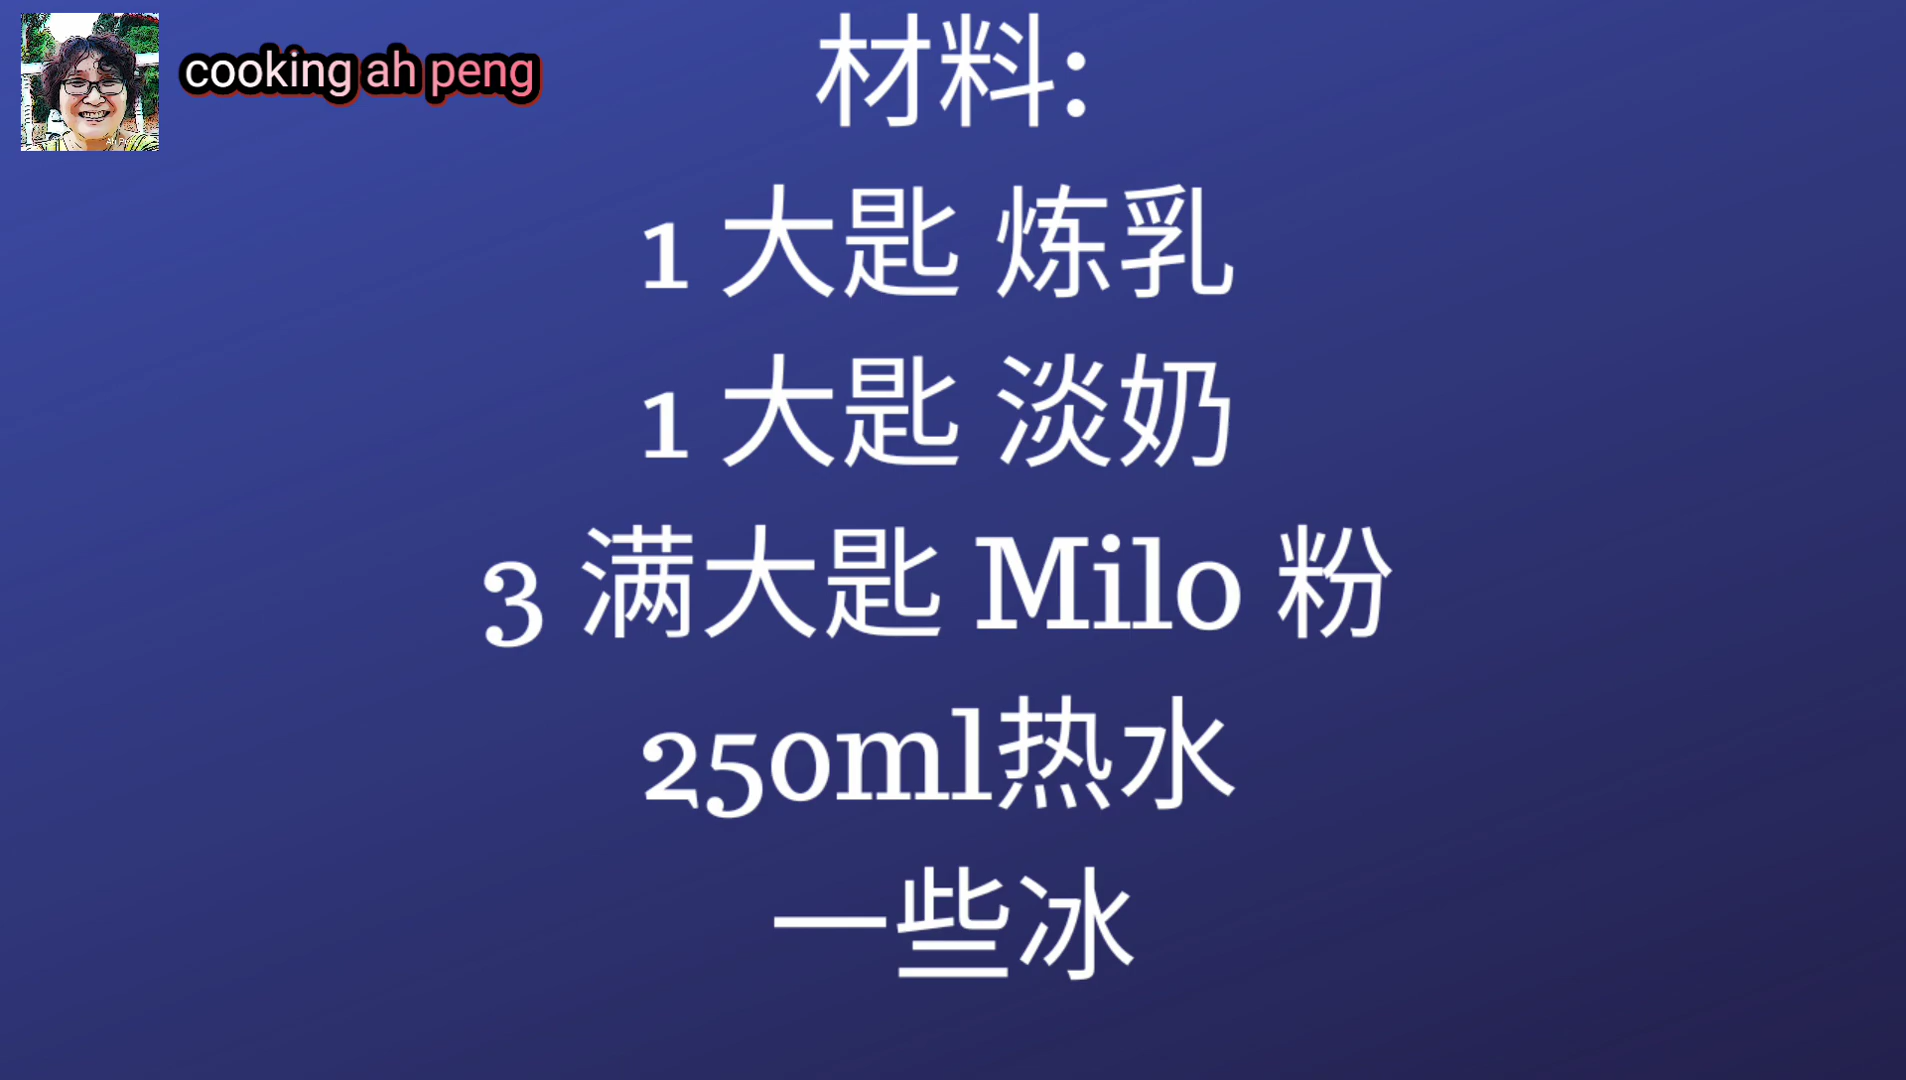 cooking ah peng
材料:
1 大匙 炼乳
1 大匙 淡奶
3 满大匙 Milo 粉
250ml热水
一些冰